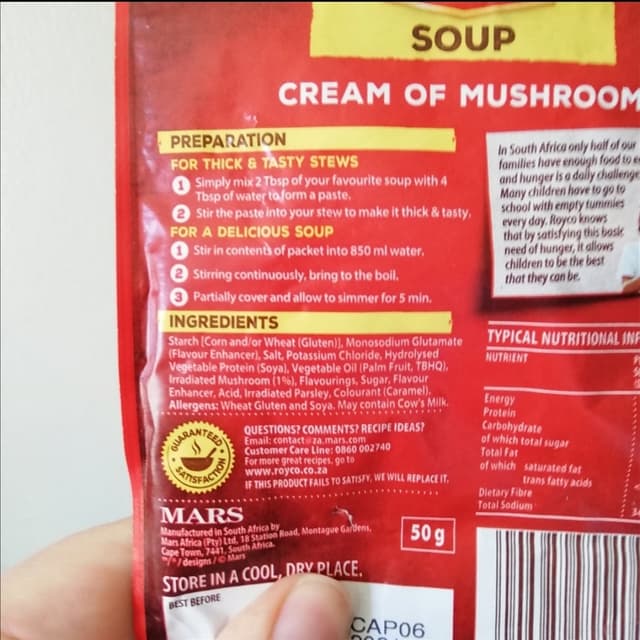 SOUP
CREAM OF MUSHROOM
PREPARATION
FOR THICK & TASTY STEWS
1 Simply mix 2 Tbsp of your favourite soup with 4
Tbsp of water to form a paste.
2 Stir the paste into your stew to make it thick & tasty.
FOR A DELICIOUS SOUP
1 Stir in contents of packet into 850 ml water.
2 Stirring continuously, bring to the boil.
3 Partially cover and allow to simmer for 5 min.
INGREDIENTS
Starch [Corn and/or Wheat (Gluten)], Monosodium Glutamate
(Flavour Enhancer), Salt, Potassium Chloride, Hydrolysed
Vegetable Protein (Soya), Vegetable Oil (Palm Fruit, TBHQ),
Irradiated Mushroom (1%), Flavourings, Sugar, Flavour
Enhancer, Acid, Irradiated Parsley, Colourant (Caramel).
Allergens: Wheat Gluten and Soya. May contain Cow's Milk.
GUARANTEED
SATISFACTION
QUESTIONS? COMMENTS? RECIPE IDEAS?
Email: contact@za.mars.com
Customer Care Line: 0860 002740
For more great recipes, go to
www.royco.co.za
IF THIS PRODUCT FAILS TO SATISFY, WE WILL REPLACE IT.
MARS
Manufactured in South Africa by
Mars Africa (Pty) Ltd, 18 Station Road, Montague Gardens,
Cape Town, 7441, South Africa.
designs / © Mars
50 g
STORE IN A COOL, DRY PLACE.
BEST BEFORE
CAP06
In South Africa only half of our
families have enough food to
and hunger is a daily challenge
Many children have to go to
school with empty tummies
every day. Royco knows
that by satisfying this basic
need of hunger, it allows
children to be the best
that they can be.
TYPICAL NUTRITIONAL
NUTRIENT
Energy
Protein
Carbohydrate
of which total sugar
Total Fat
of which saturated fat
trans fatty acids
Dietary Fibre
Total Sodium